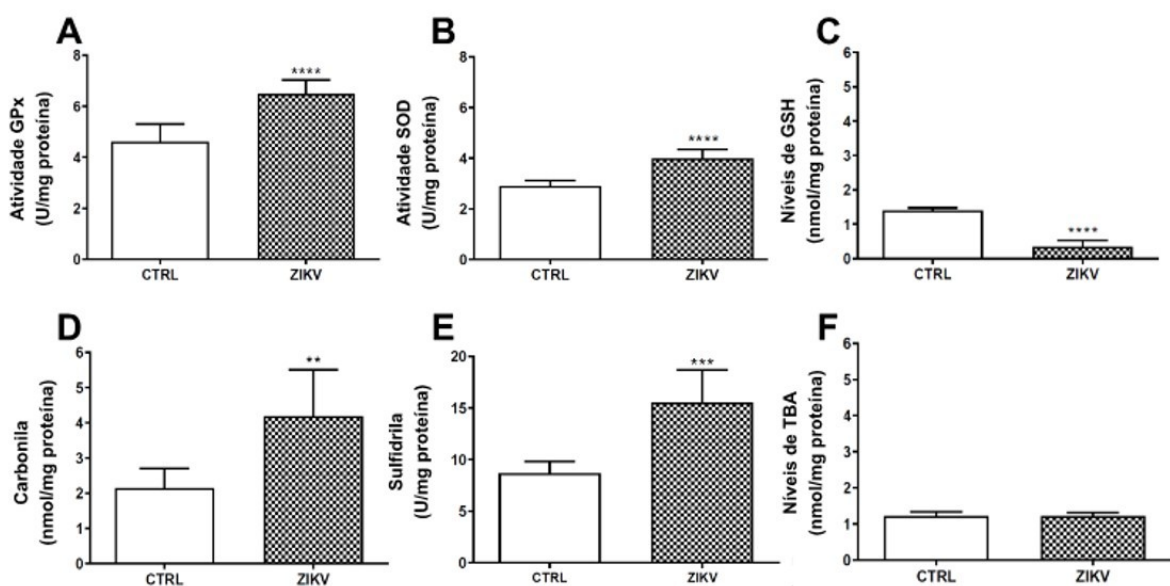 A
Atividade GPx
(U/mg proteína)
8
6
4
2
0
****
CTRL
ZIKV
B
Atividade SOD
(U/mg proteína)
8
6
4
2
0
****
CTRL
ZIKV
C
Níveis de GSH
(nmol/mg proteína)
6
5
4
3
2
1
0
****
CTRL
ZIKV
D
Carbonila
(nmol/mg proteína)
6
5
4
3
2
1
0
**
CTRL
ZIKV
E
Sulfidrila
(U/mg proteína)
20
15
10
5
0
***
CTRL
ZIKV
F
Níveis de TBA
(nmol/mg proteína)
6
5
4
3
2
1
0
CTRL
ZIKV